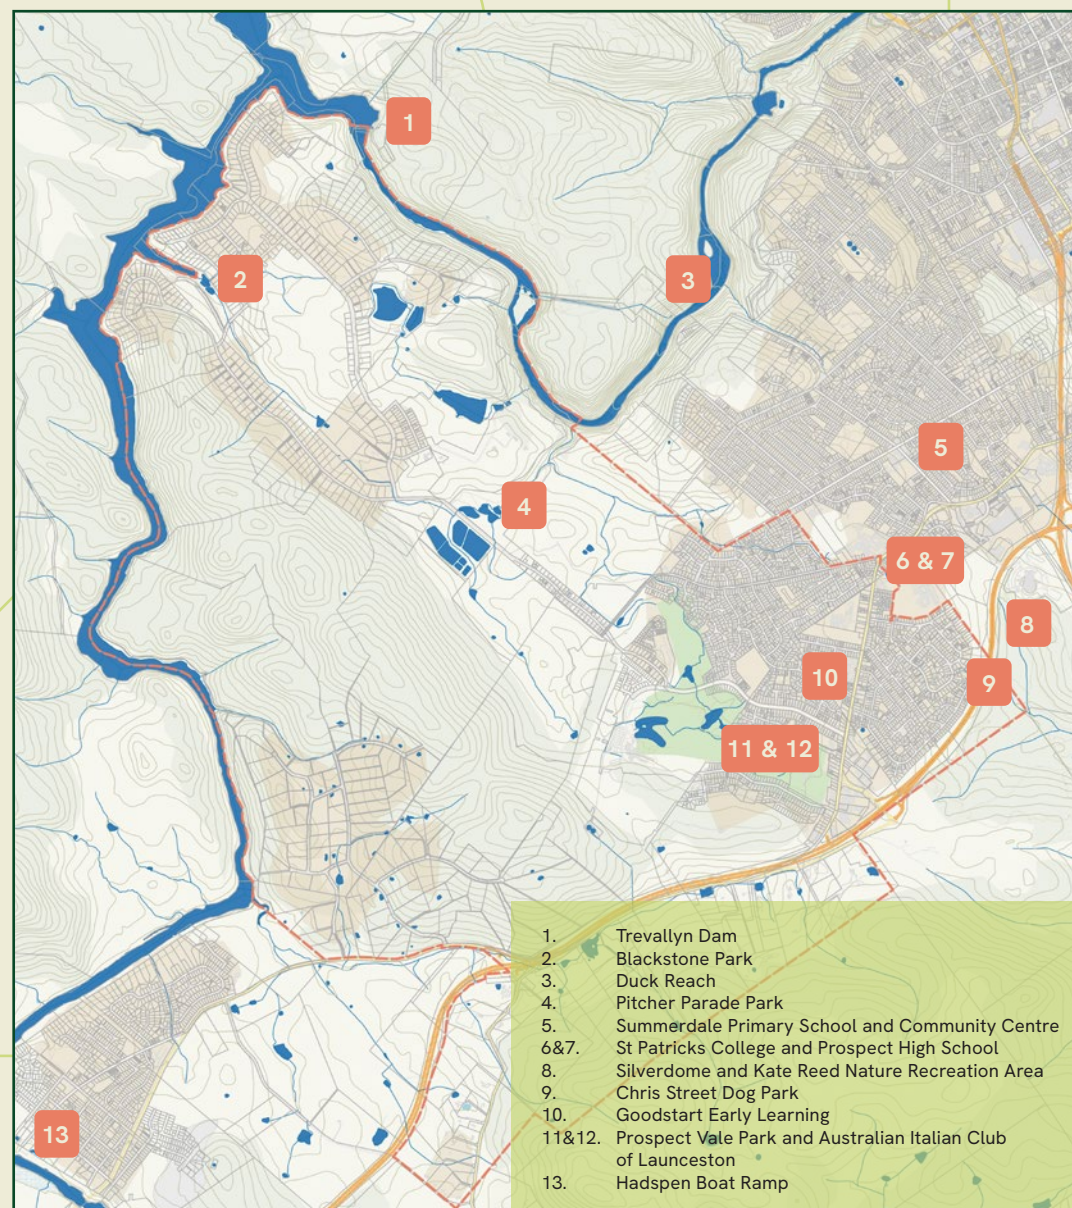 1
2
3
4
5
6 & 7
8
9
10
11 & 12
13
1. Trevallyn Dam
2. Blackstone Park
3. Duck Reach
4. Pitcher Parade Park
5. Summerdale Primary School and Community Centre
6&7. St Patricks College and Prospect High School
8. Silverdome and Kate Reed Nature Recreation Area
9. Chris Street Dog Park
10. Goodstart Early Learning
11&12. Prospect Vale Park and Australian Italian Club
of Launceston
13. Hadspen Boat Ramp